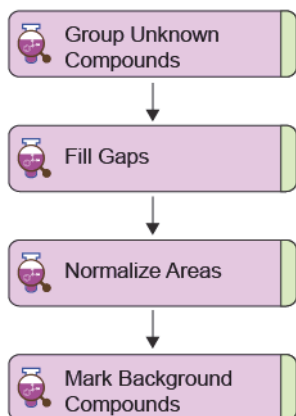 Group Unknown
Compounds
Fill Gaps
Normalize Areas
Mark Background
Compounds